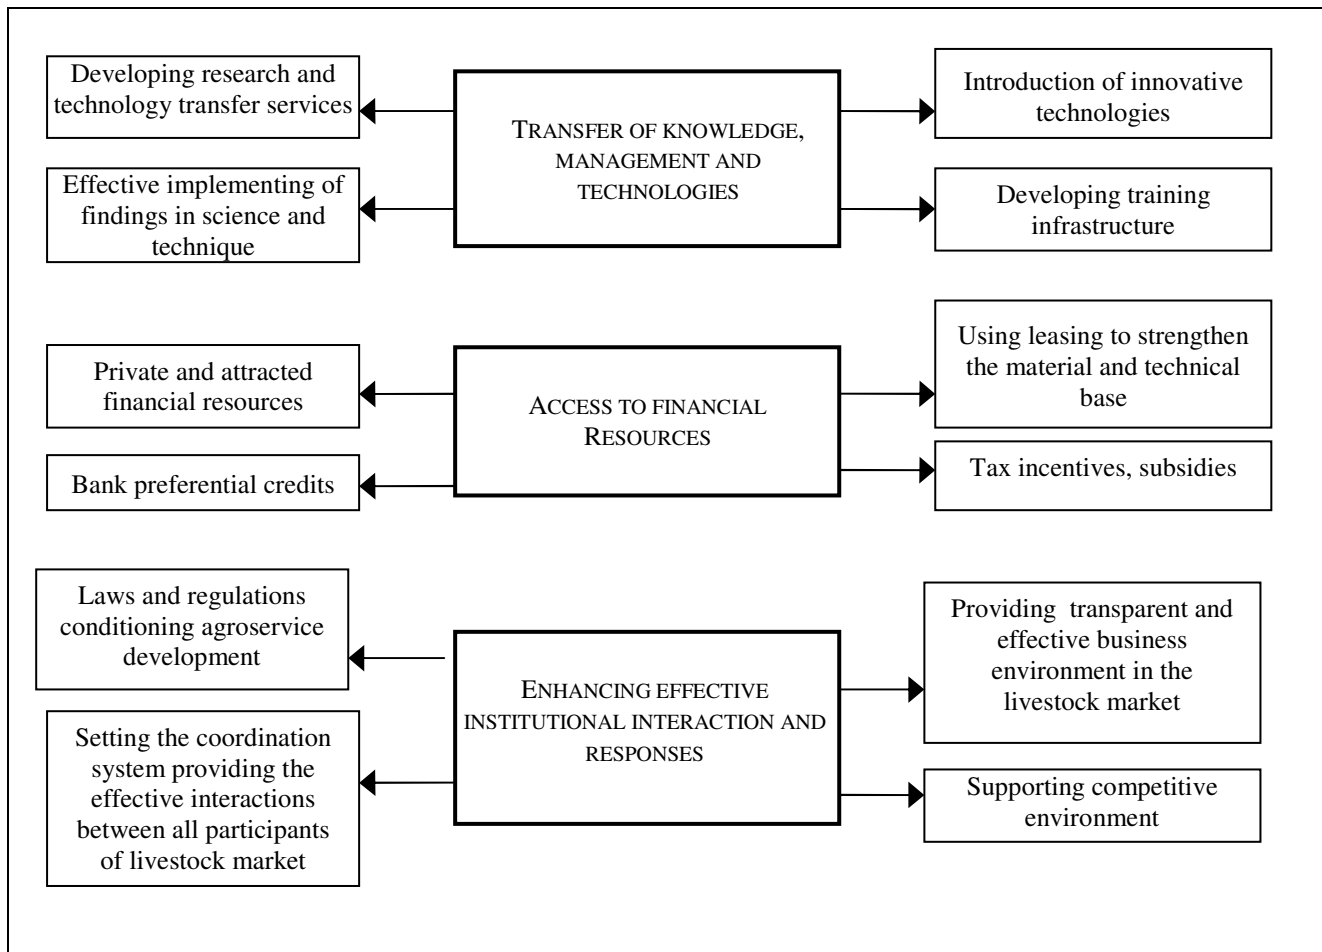 Developing research and
technology transfer services
TRANSFER OF KNOWLEDGE,
MANAGEMENT AND
TECHNOLOGIES
Introduction of innovative
technologies
Effective implementing of
findings in science and
technique
Developing training
infrastructure
Private and attracted
financial resources
ACCESS TO FINANCIAL
RESOURCES
Using leasing to strengthen
the material and technical
base
Bank preferential credits
Tax incentives, subsidies
Laws and regulations
conditioning agroservice
development
ENHANCING EFFECTIVE
INSTITUTIONAL INTERACTION AND
RESPONSES
Providing transparent and
effective business
environment in the
livestock market
Setting the coordination
system providing the
effective interactions
between all participants
of livestock market
Supporting competitive
environment